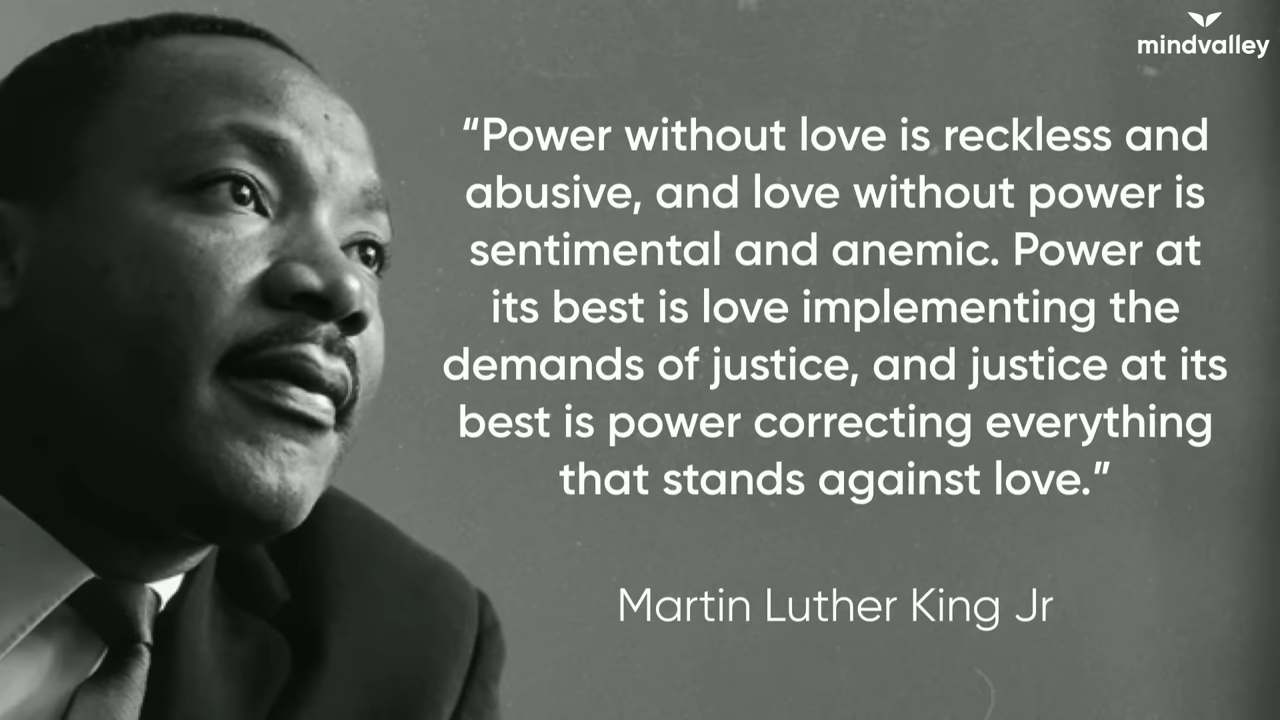 mindvalley
“Power without love is reckless and
abusive, and love without power is
sentimental and anemic. Power at
its best is love implementing the
demands of justice, and justice at its
best is power correcting everything
that stands against love.”
Martin Luther King Jr